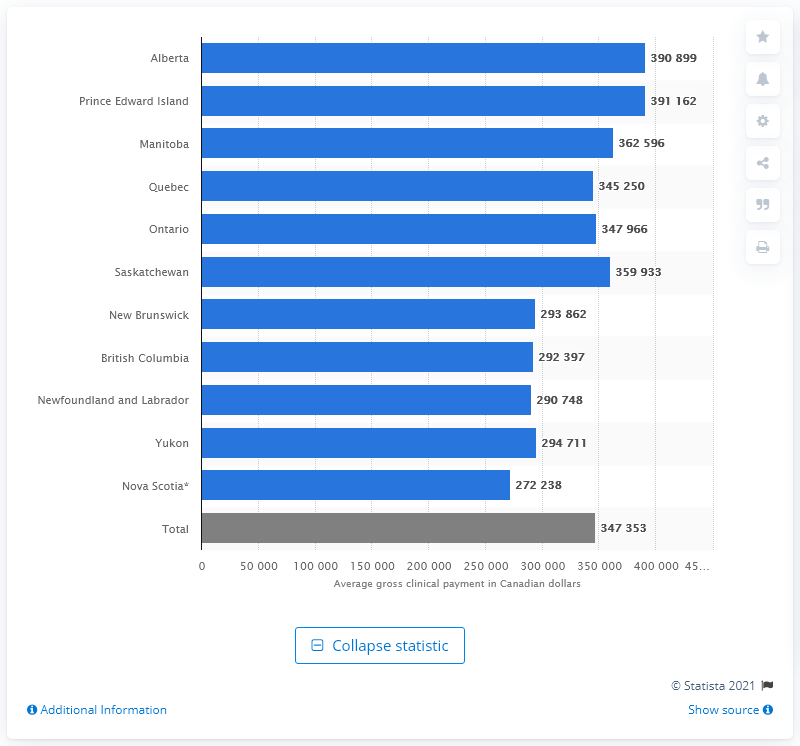 Alberta 390 899
Prince Edward Island 391 162
Manitoba 362 596
Quebec 345 250
Ontario 347 966
Saskatchewan 359 933
New Brunswick 293 862
British Columbia 292 397
Newfoundland and Labrador 290 748
Yukon 294 711
Nova Scotia* 272 238
Total 347 353
0 50 000 100 000 150 000 200 000 250 000 300 000 350 000 400 000 45...
Average gross clinical payment in Canadian dollars
Collapse statistic
© Statista 2021
Additional Information Show source